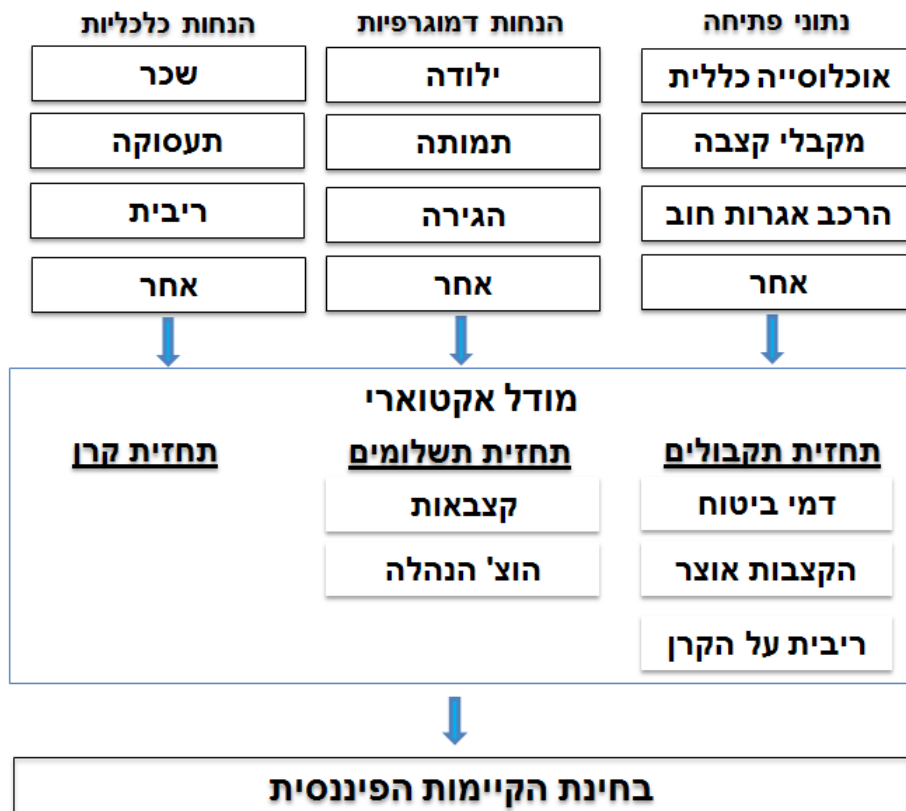 נתוני פתיחה
אוכלוסייה כללית
מקבלי קצבה
הרכב אגרות חוב
אחר
הנחות דמוגרפיות
ילודה
תמותה
הגירה
אחר
הנחות כלכליות
שכר
תעסוקה
ריבית
אחר
מודל אקטוארי
תחזית תקבולים
דמי ביטוח
הקצבות אוצר
ריבית על הקרן
תחזית תשלומים
קצבאות
הוצ' הנהלה
תחזית קרן
בחינת הקיימות הפיננסית